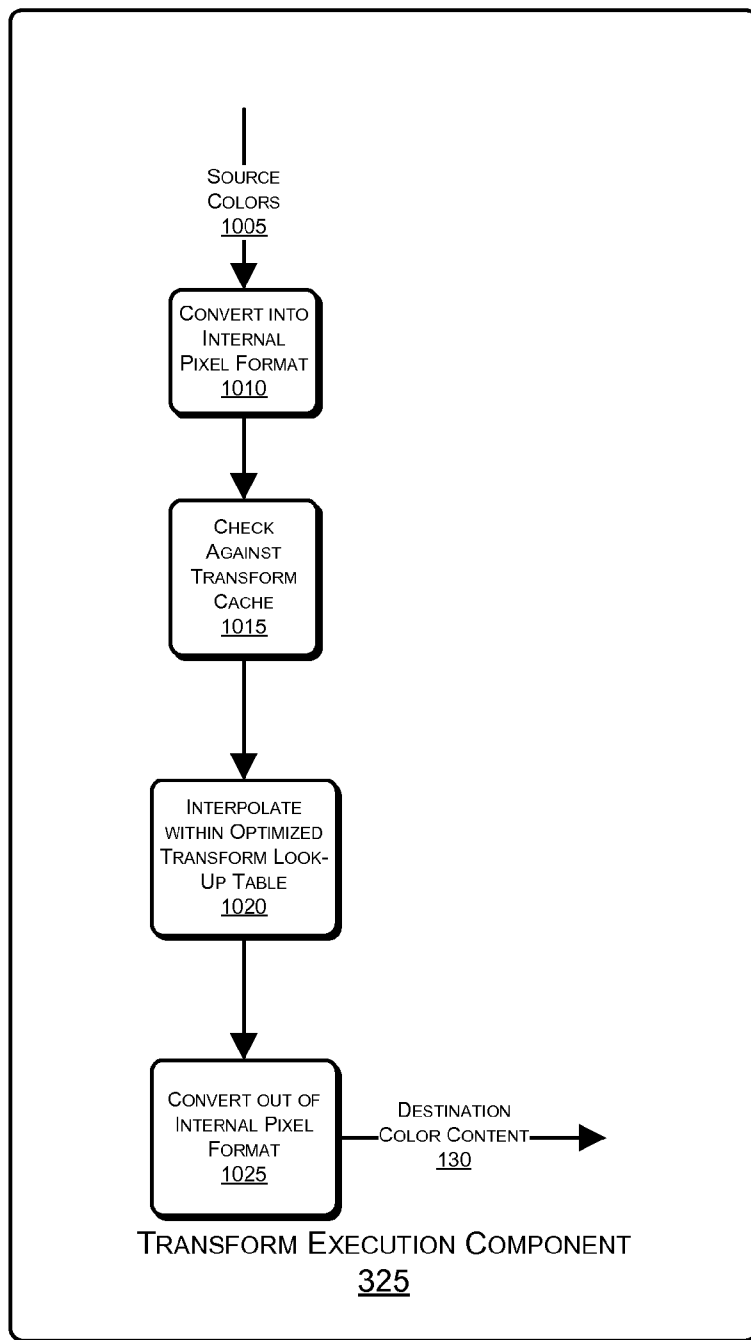 SOURCE
COLORS
1005
CONVERT INTO
INTERNAL
PIXEL FORMAT
1010
CHECK
AGAINST
TRANSFORM
CACHE
1015
INTERPOLATE
WITHIN OPTIMIZED
TRANSFORM LOOK-
UP TABLE
1020
CONVERT OUT OF
INTERNAL PIXEL
FORMAT
1025
DESTINATION
COLOR CONTENT
130
TRANSFORM EXECUTION COMPONENT
325